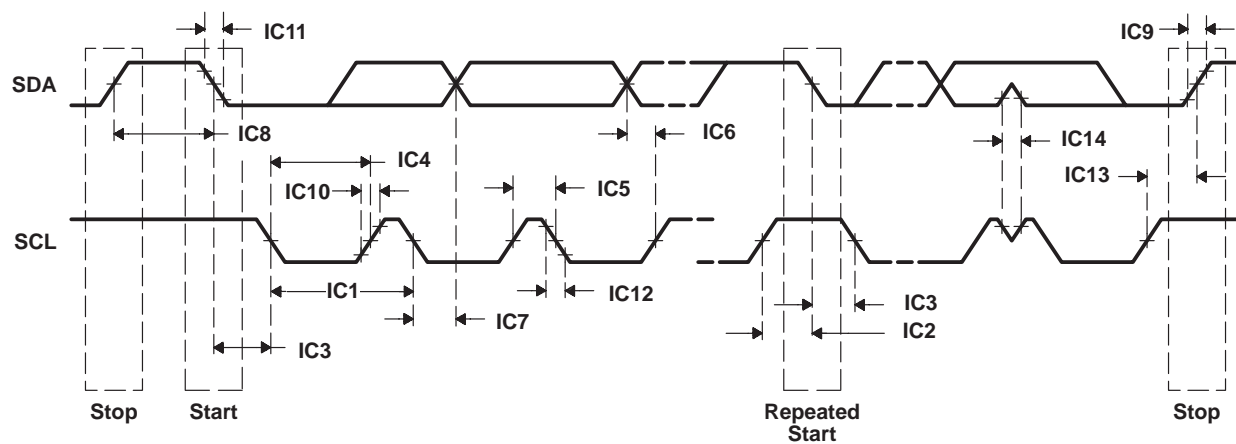 IC11
IC9
SDA
IC8
IC6
IC4
IC14
IC10
IC5
IC13
SCL
IC1
IC12
IC7
IC3
IC3
IC2
Stop
Start
Repeated
Start
Stop